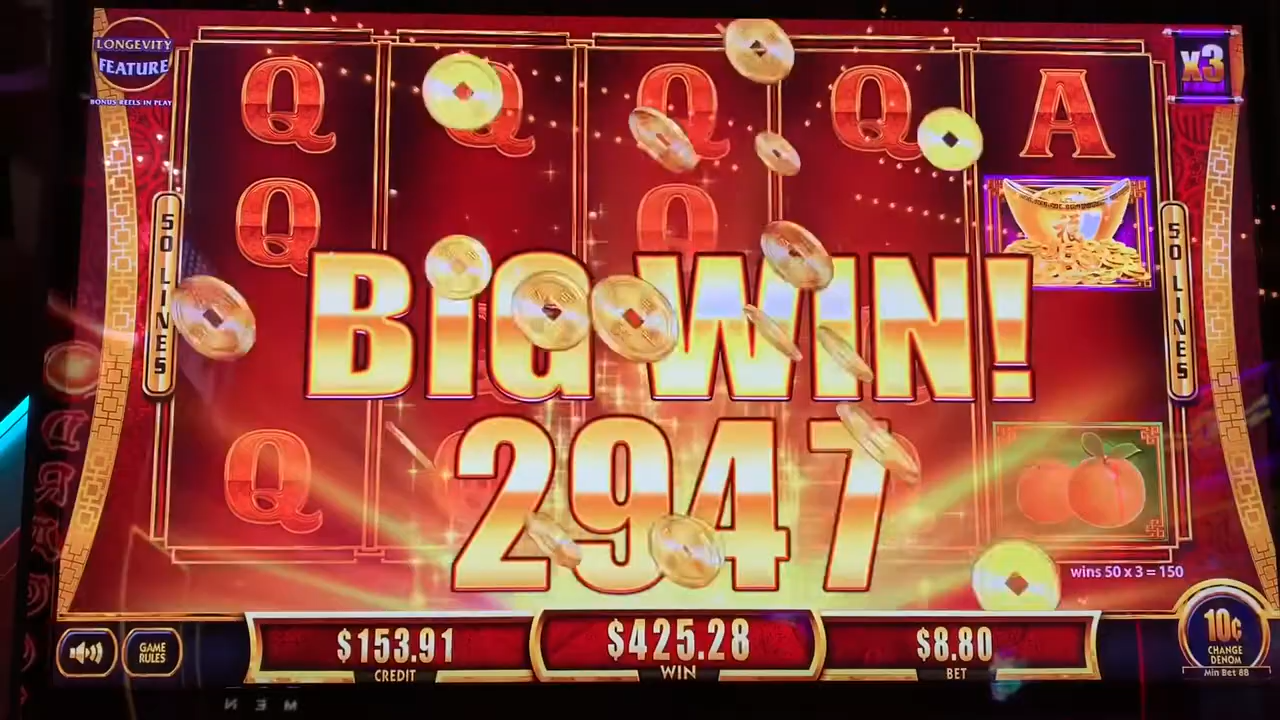 LONGEVITY
FEATURE
BONUS REELS IN PLAY
x3
Q Q Q Q A
Q Q
福
50 LINES
50 LINES
BIG WIN!
2947
Q
wins 50 x 3 = 150
GAME
RULES
$153.91
CREDIT
$425.28
WIN
$8.80
BET
10¢
CHANGE
DENOM
Min Bet 88